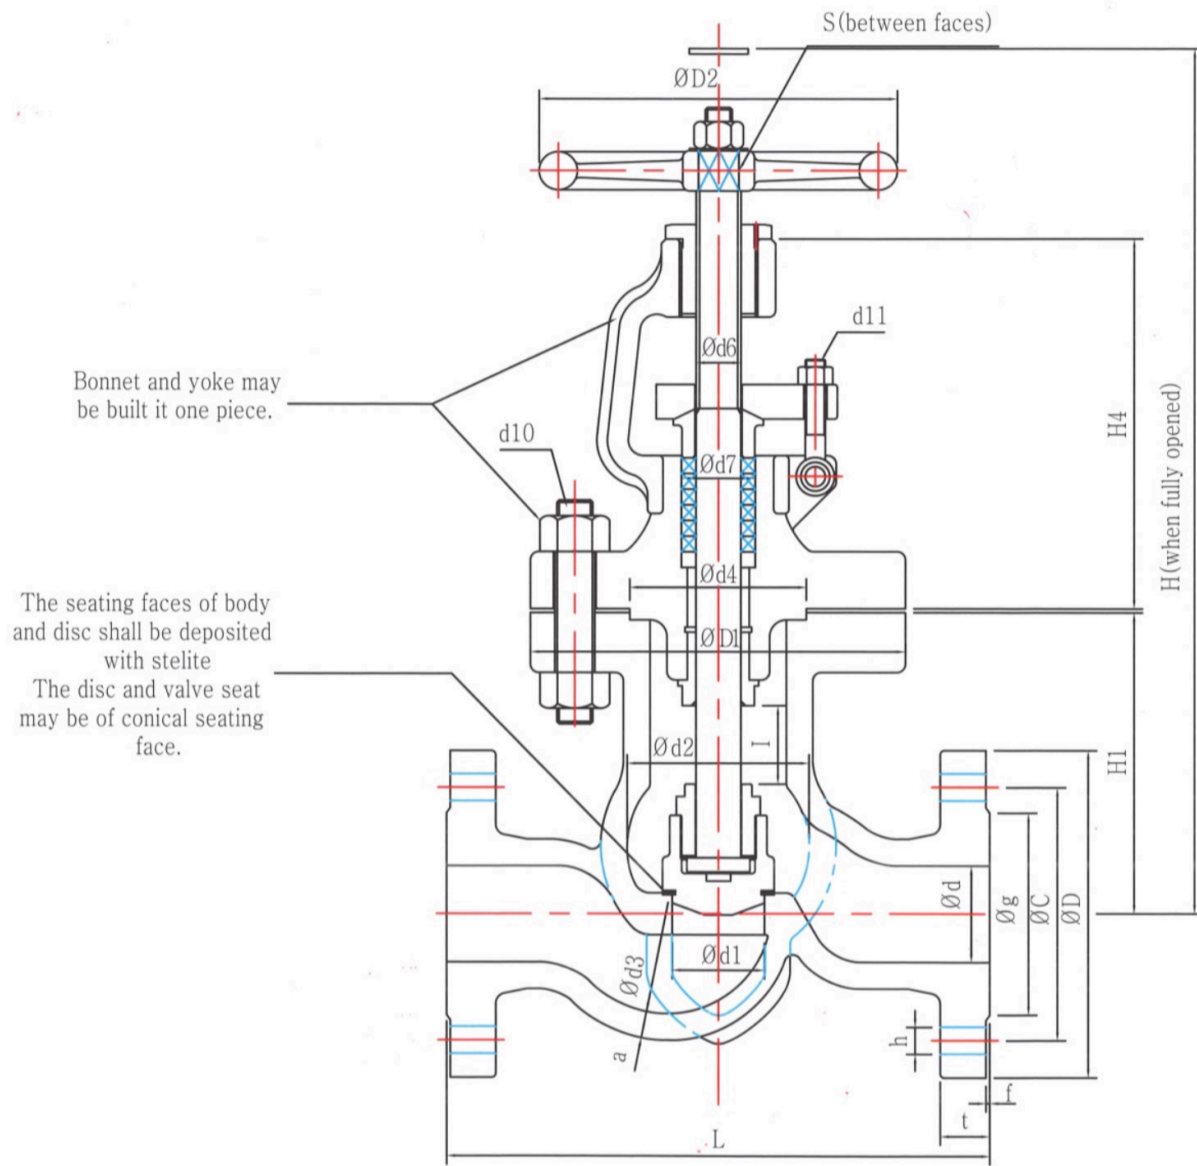 S(between faces)
ØD2
d11
Ød6
Bonnet and yoke may
be built it one piece.
d10
H4
H(when fully opened)
Ød7
Ød4
The seating faces of body
and disc shall be deposited
with stelite
The disc and valve seat
may be of conical seating
face.
ØD1
Ød2
I
H1
Ød
Øg
ØC
ØD
Ød3
Ød1
a
h
f
t
L